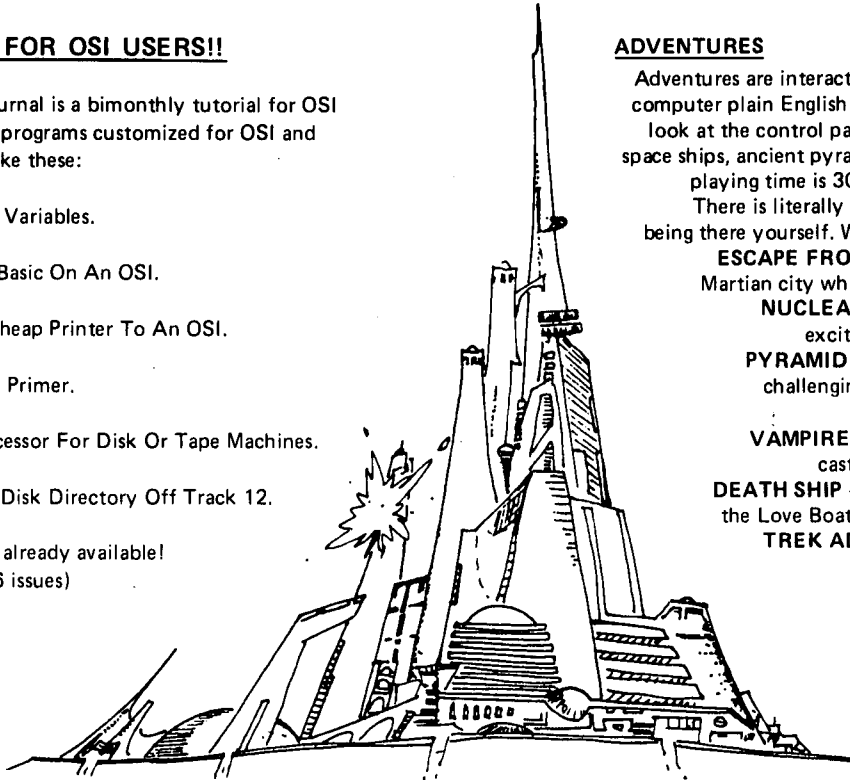 FOR OSI USERS!!
urnal is a bimonthly tutorial for OSI
programs customized for OSI and
ke these:
Variables.
Basic On An OSI.
heap Printer To An OSI.
Primer.
cessor For Disk Or Tape Machines.
Disk Directory Off Track 12.
already available!
6 issues)
ADVENTURES
Adventures are interact
computer plain English
look at the control pa
space ships, ancient pyra
playing time is 30
There is literally
being there yourself. W
ESCAPE FRO
Martian city wh
NUCLEA
excit
PYRAMID
challengin
VAMPIRE
cast
DEATH SHIP -
the Love Boat
TREK AD